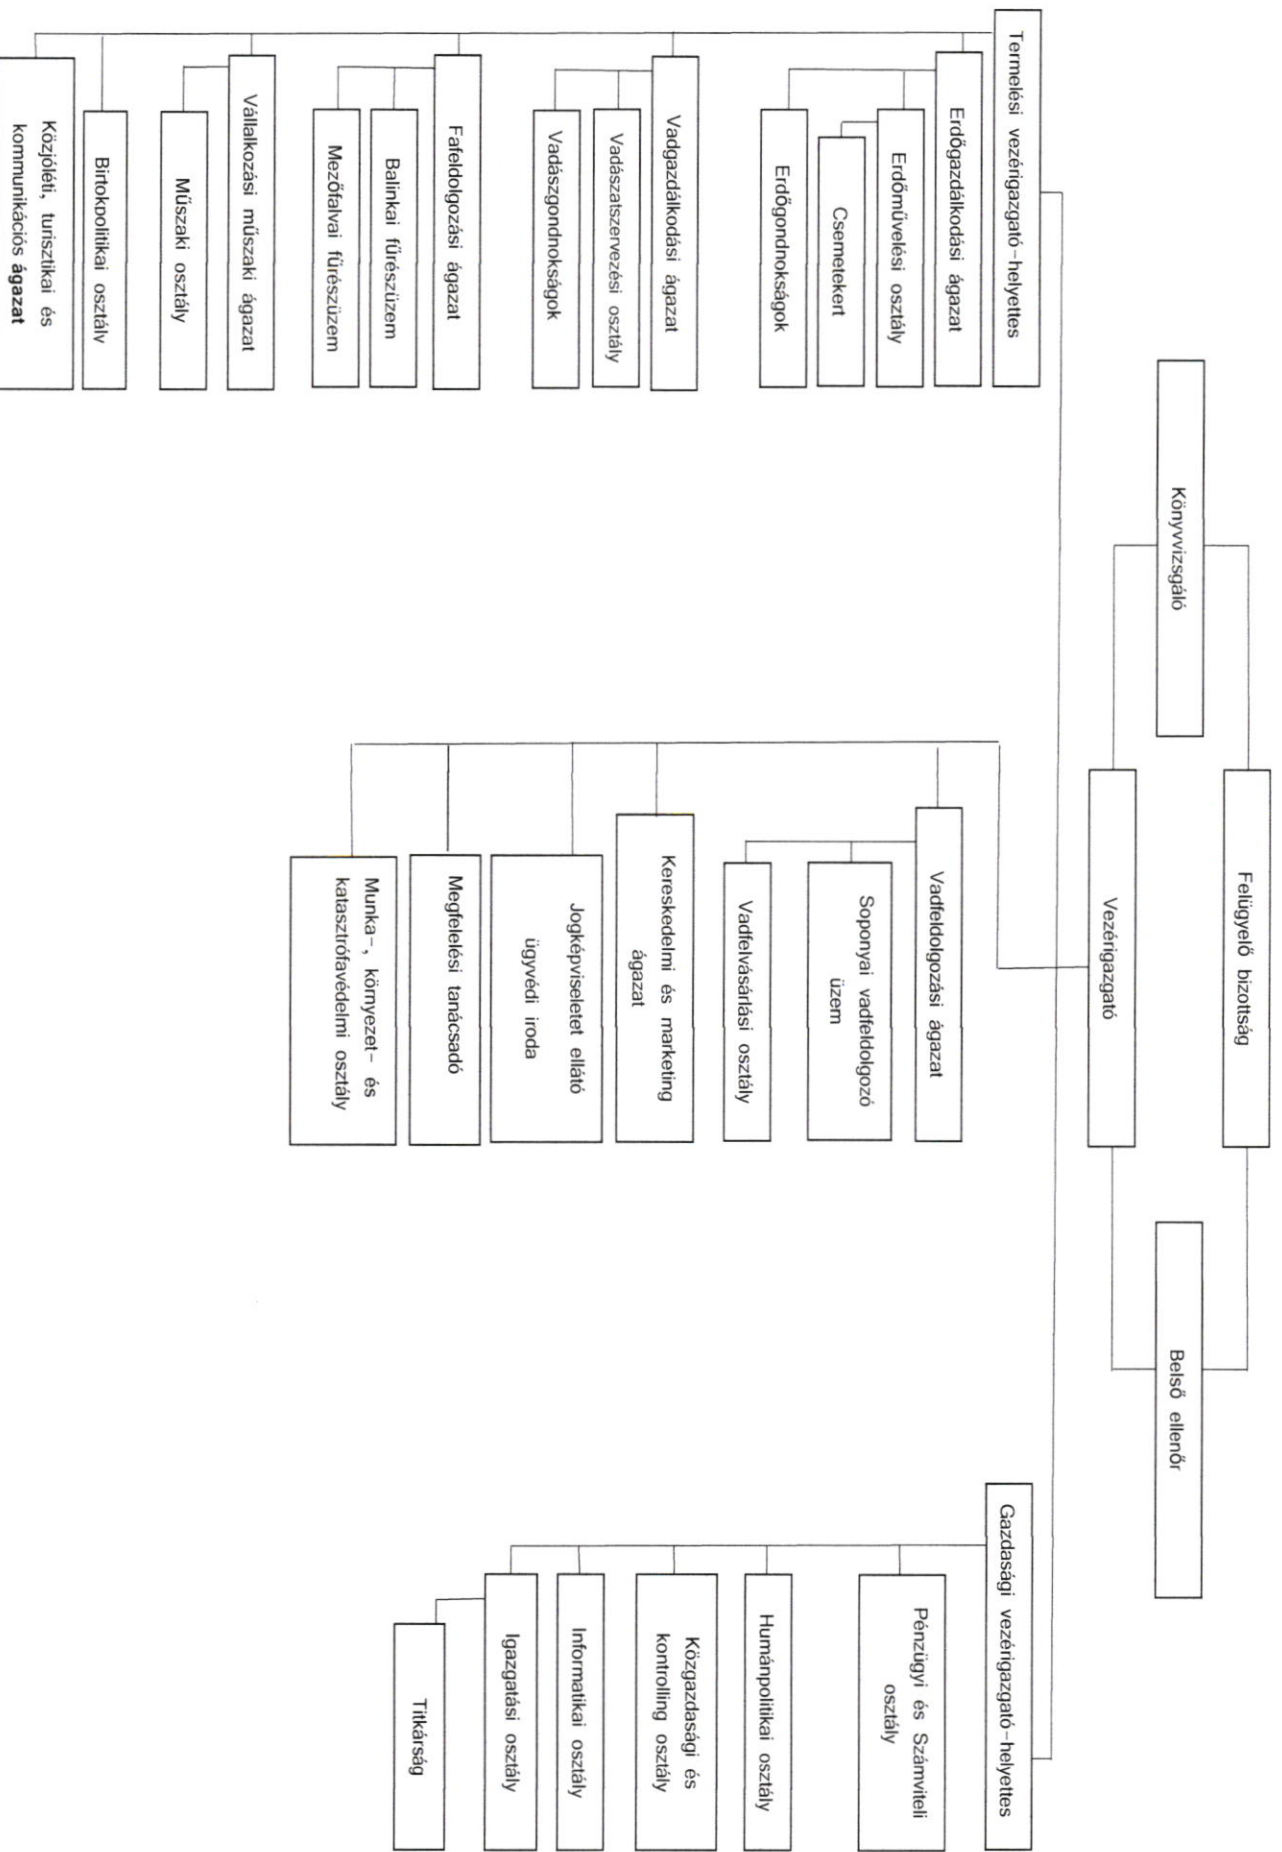 Felügyelő bizottság
Könyvvizsgáló
Belső ellenőr
Vezérigazgató
Termelési vezérigazgató-helyettes
Erdőgazdálkodási ágazat
Erdőművelési osztály
Csemetekert
Erdőgondnokságok
Vadgazdálkodási ágazat
Vadászatszervezési osztály
Vadászgondnokságok
Fafeldolgozási ágazat
Balinkai fűrészüzem
Mezőfalvai fűrészüzem
Vállalkozási műszaki ágazat
Műszaki osztály
Birtokpolitikai osztály
Közjóléti, turisztikai és
kommunikációs ágazat
Vadfeldolgozási ágazat
Soponyai vadfeldolgozó
üzem
Vadfelvásárlási osztály
Kereskedelmi és marketing
ágazat
Jogképviseletet ellátó
ügyvédi iroda
Megfelelési tanácsadó
Munka-, környezet- és
katasztrófavédelmi osztály
Gazdasági vezérigazgató-helyettes
Pénzügyi és Számviteli
osztály
Humánpolitikai osztály
Közgazdasági és
kontrolling osztály
Informatikai osztály
Igazgatási osztály
Titkárság